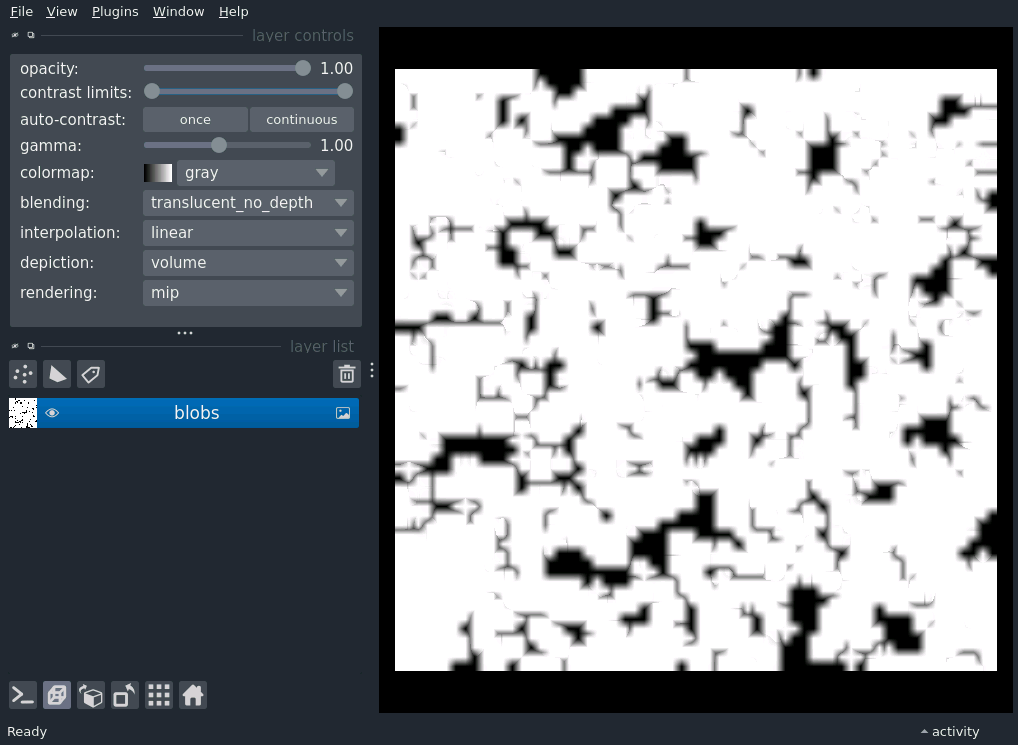 File View Plugins Window Help
layer controls
opacity: 1.00
contrast limits:
auto-contrast: once continuous
gamma: 1.00
colormap: gray
blending: translucent_no_depth
interpolation: linear
depiction: volume
rendering: mip
layer list
blobs
Ready activity